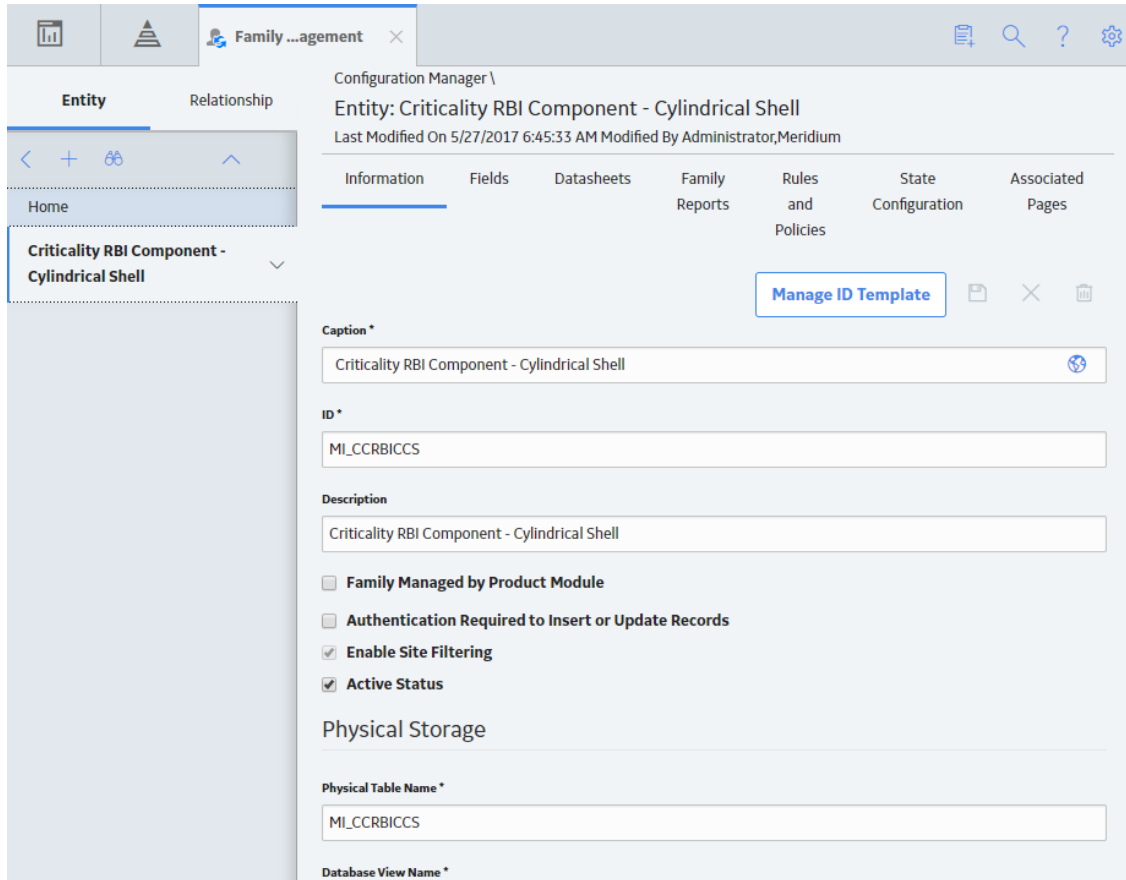 Family ...agement
Entity
Relationship
Home
Criticality RBI Component -
Cylindrical Shell
Configuration Manager \
Entity: Criticality RBI Component - Cylindrical Shell
Last Modified On 5/27/2017 6:45:33 AM Modified By Administrator,Meridium
Information
Fields
Datasheets
Family
Reports
Rules
and
Policies
State
Configuration
Associated
Pages
Manage ID Template
Caption *
Criticality RBI Component - Cylindrical Shell
ID *
MI_CCRBICCS
Description
Criticality RBI Component - Cylindrical Shell
Family Managed by Product Module
Authentication Required to Insert or Update Records
Enable Site Filtering
Active Status
Physical Storage
Physical Table Name *
MI_CCRBICCS
Database View Name *